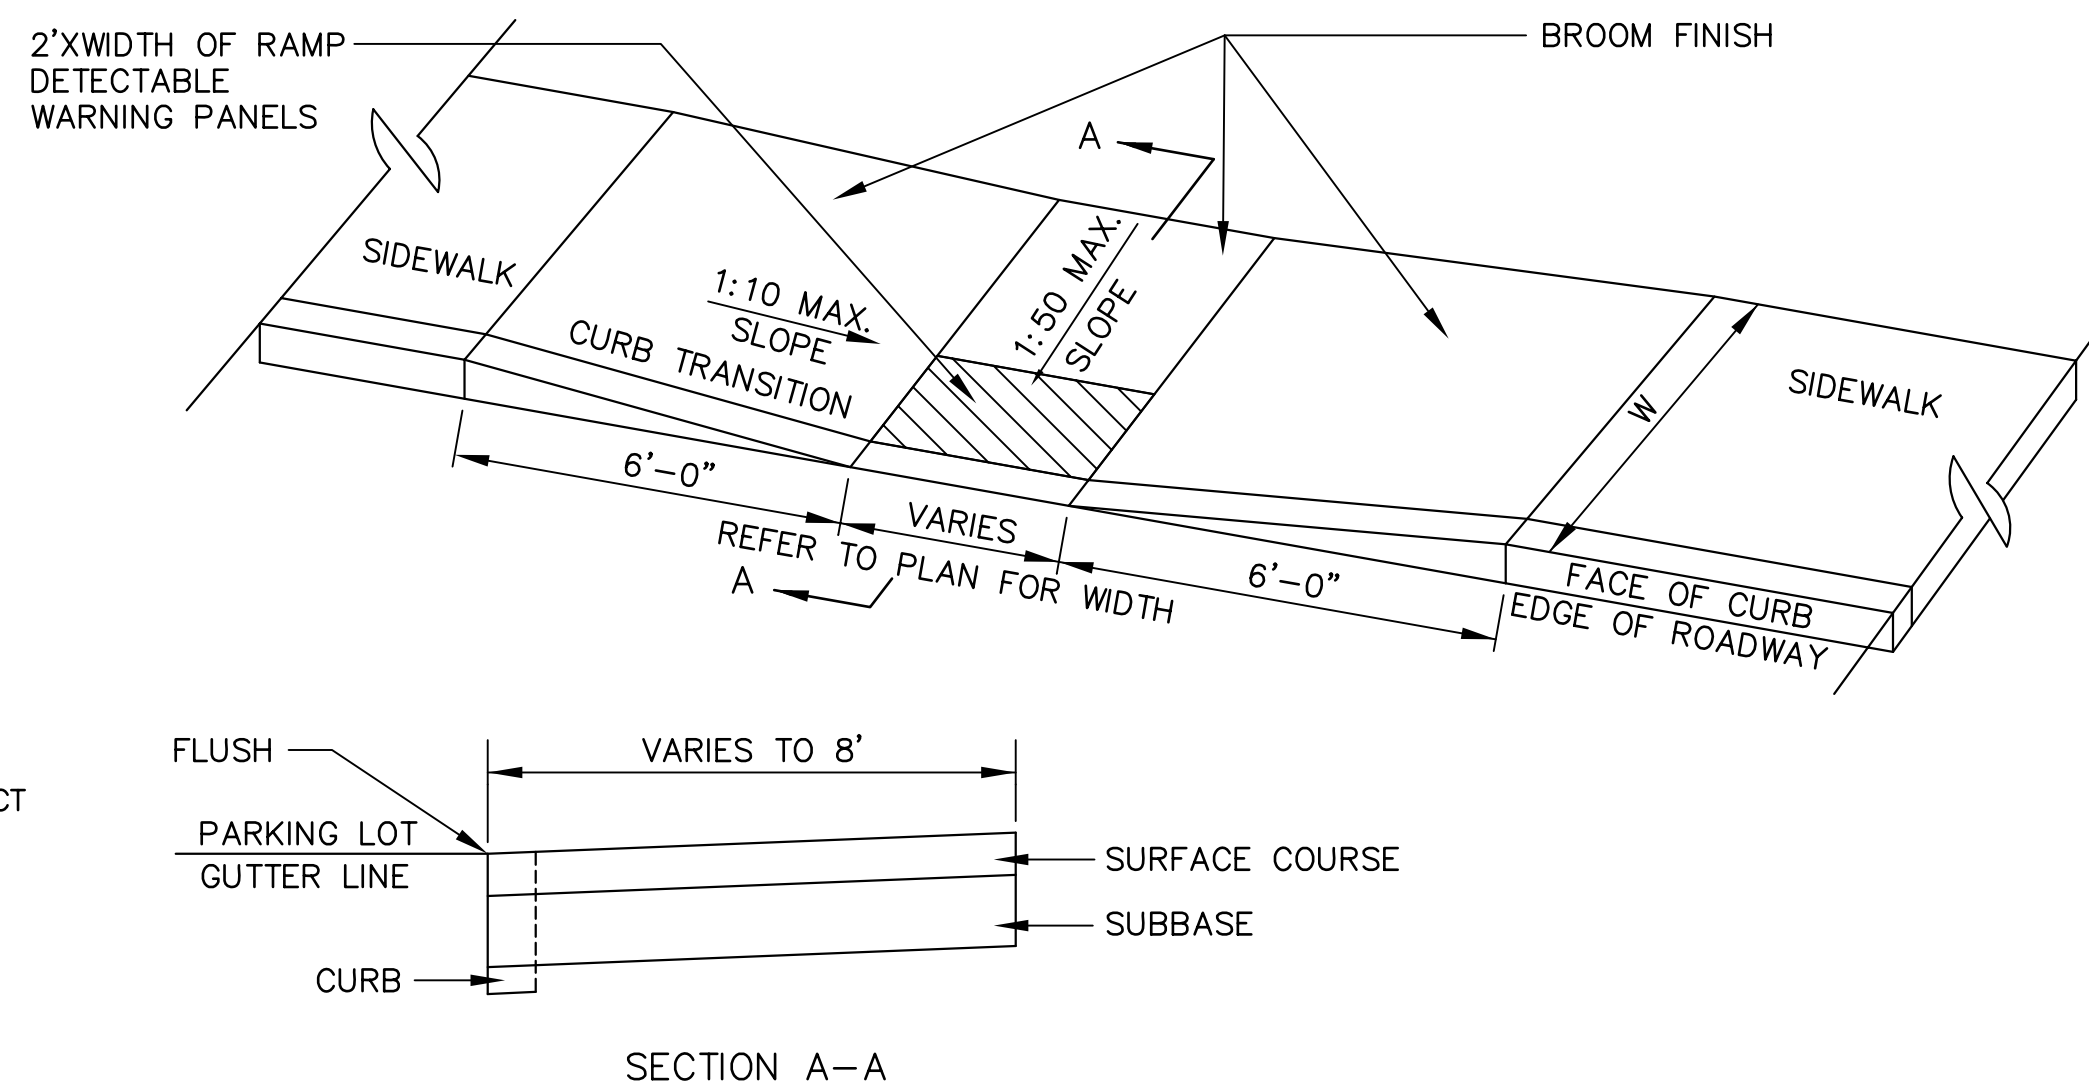 2'XWIDTH OF RAMP
DETECTABLE
WARNING PANELS
BROOM FINISH
A
SIDEWALK
1:10 MAX.
SLOPE
CURB TRANSITION
1:50 MAX.
SLOPE
W
SIDEWALK
6'-0"
VARIES
REFER TO PLAN FOR WIDTH
A
6'-0"
FACE OF CURB
EDGE OF ROADWAY
FLUSH
VARIES TO 8'
CT
PARKING LOT
GUTTER LINE
SURFACE COURSE
SUBBASE
CURB
SECTION A-A